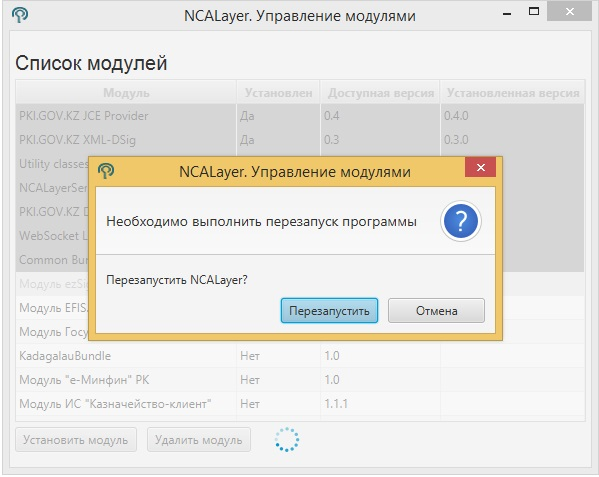 NCALayer. Управление модулями
Список модулей
Модуль Установлен Доступная версия Установленная версия
PKI.GOV.KZ JCE Provider Да 0.4 0.4.0
PKI.GOV.KZ XML-DSig Да 0.3 0.3.0
Utility classes
NCALayerSer
PKI.GOV.KZ D
WebSocket L
Common Bun
Модуль ezSig
Модуль EFIS
Модуль Госу
NCALayer. Управление модулями
Необходимо выполнить перезапуск программы
Перезапустить NCALayer?
Перезапустить Отмена
KadagalauBundle Нет 1.0
Модуль "е-Минфин" РК Нет 1.0
Модуль ИС "Казначейство-клиент" Нет 1.1.1
Установить модуль Удалить модуль